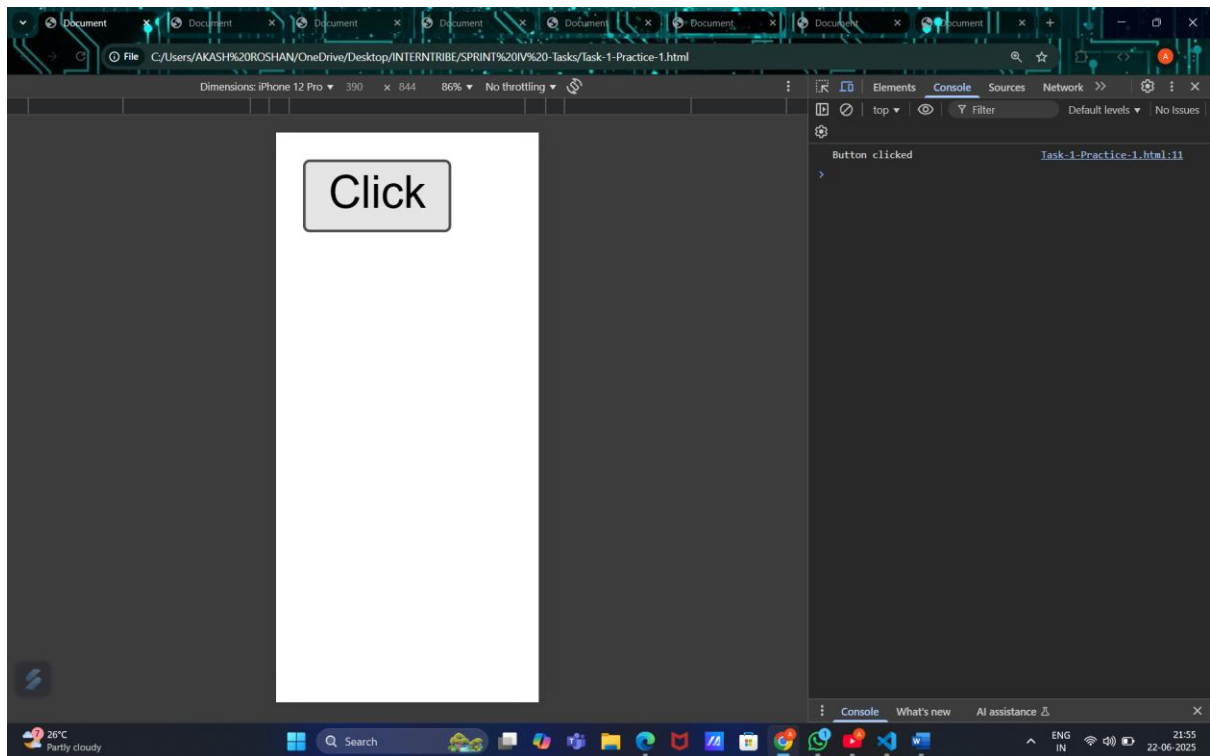 Document Document Document Document Document Document Document Document
File C:/Users/AKASH%20ROSHAN/OneDrive/Desktop/INTERNTRIBE/SPRINT%20IV%20-Tasks/Task-1-Practice-1.html A
Dimensions: iPhone 12 Pro 390 x 844 86% No throttling
Elements Console Sources Network
top Filter Default levels No Issues
Click
Button clicked Task-1-Practice-1.html:11
Console What's new AI assistance
7 26°C
Partly cloudy
Search
ENG
IN
21:55
22-06-2025